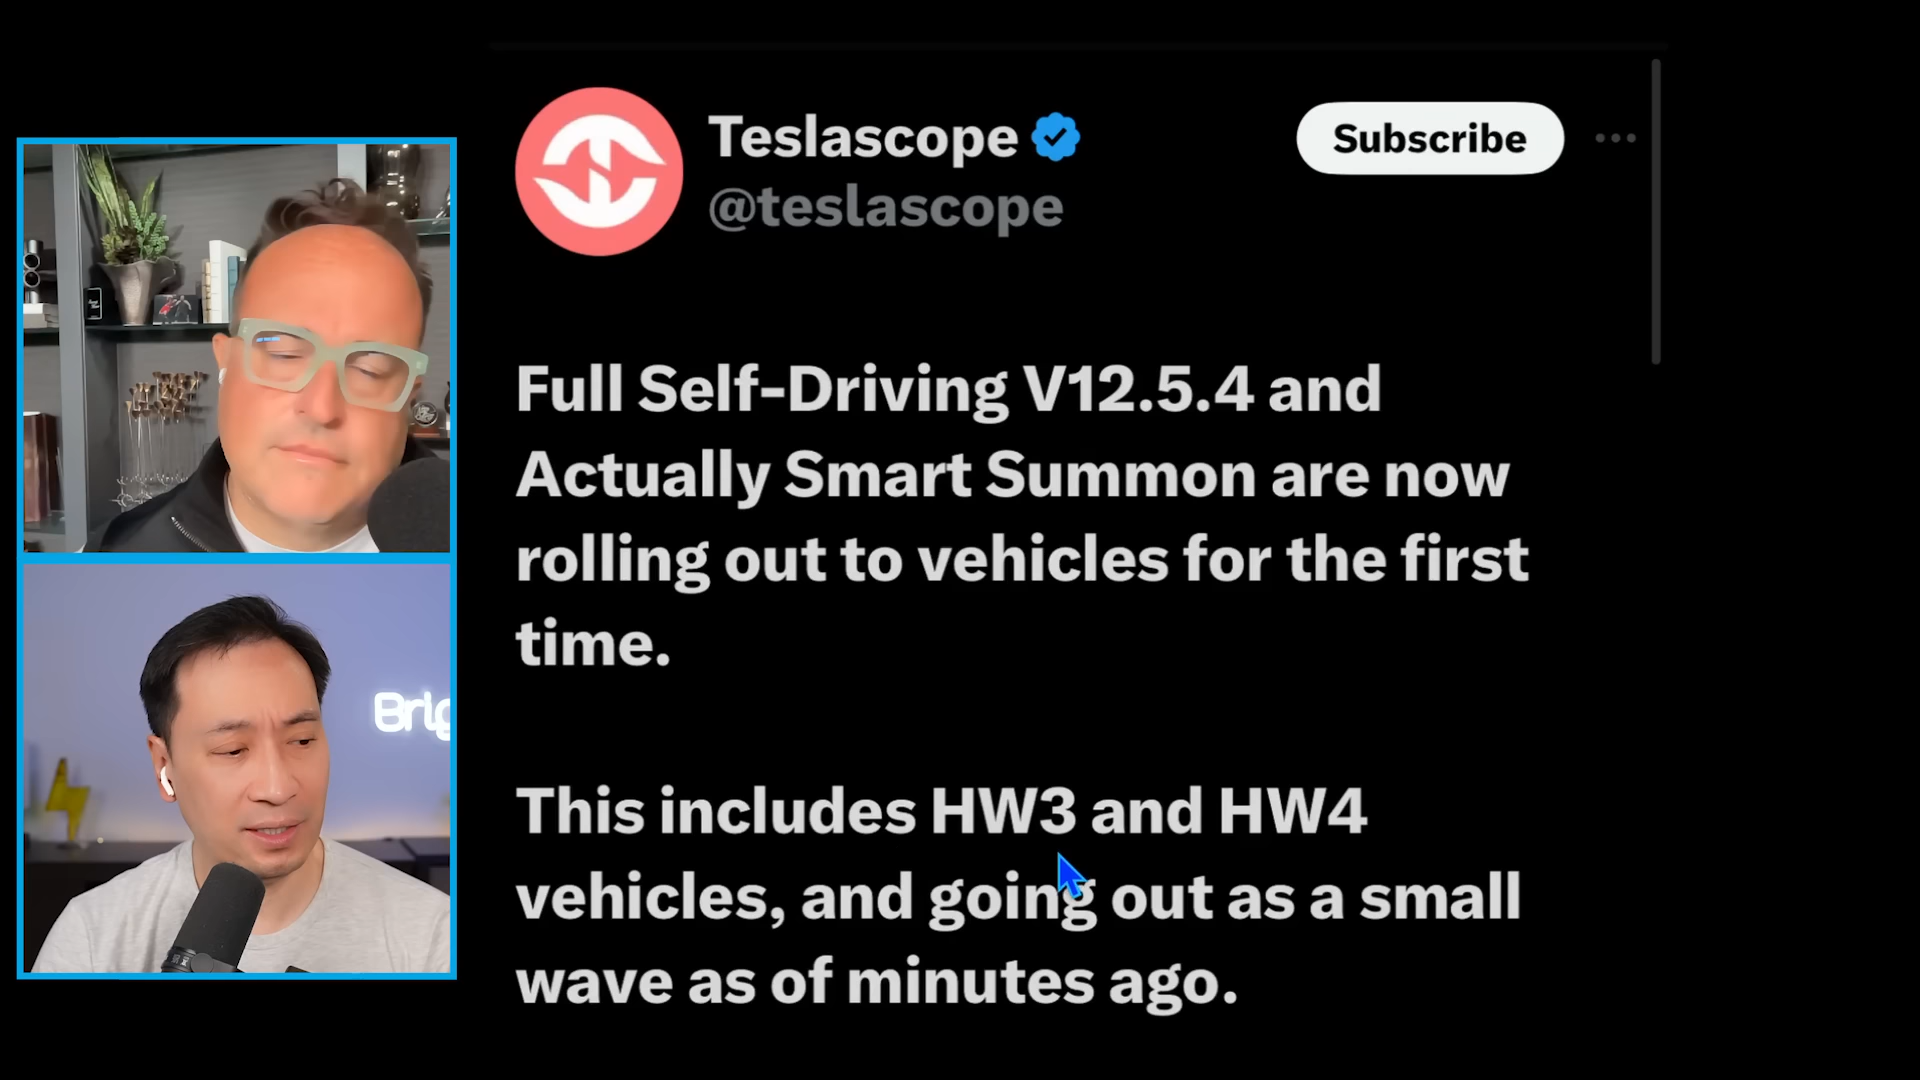 Teslascope
@teslascope
Subscribe
Full Self-Driving V12.5.4 and
Actually Smart Summon are now
rolling out to vehicles for the first
time.
This includes HW3 and HW4
vehicles, and going out as a small
wave as of minutes ago.